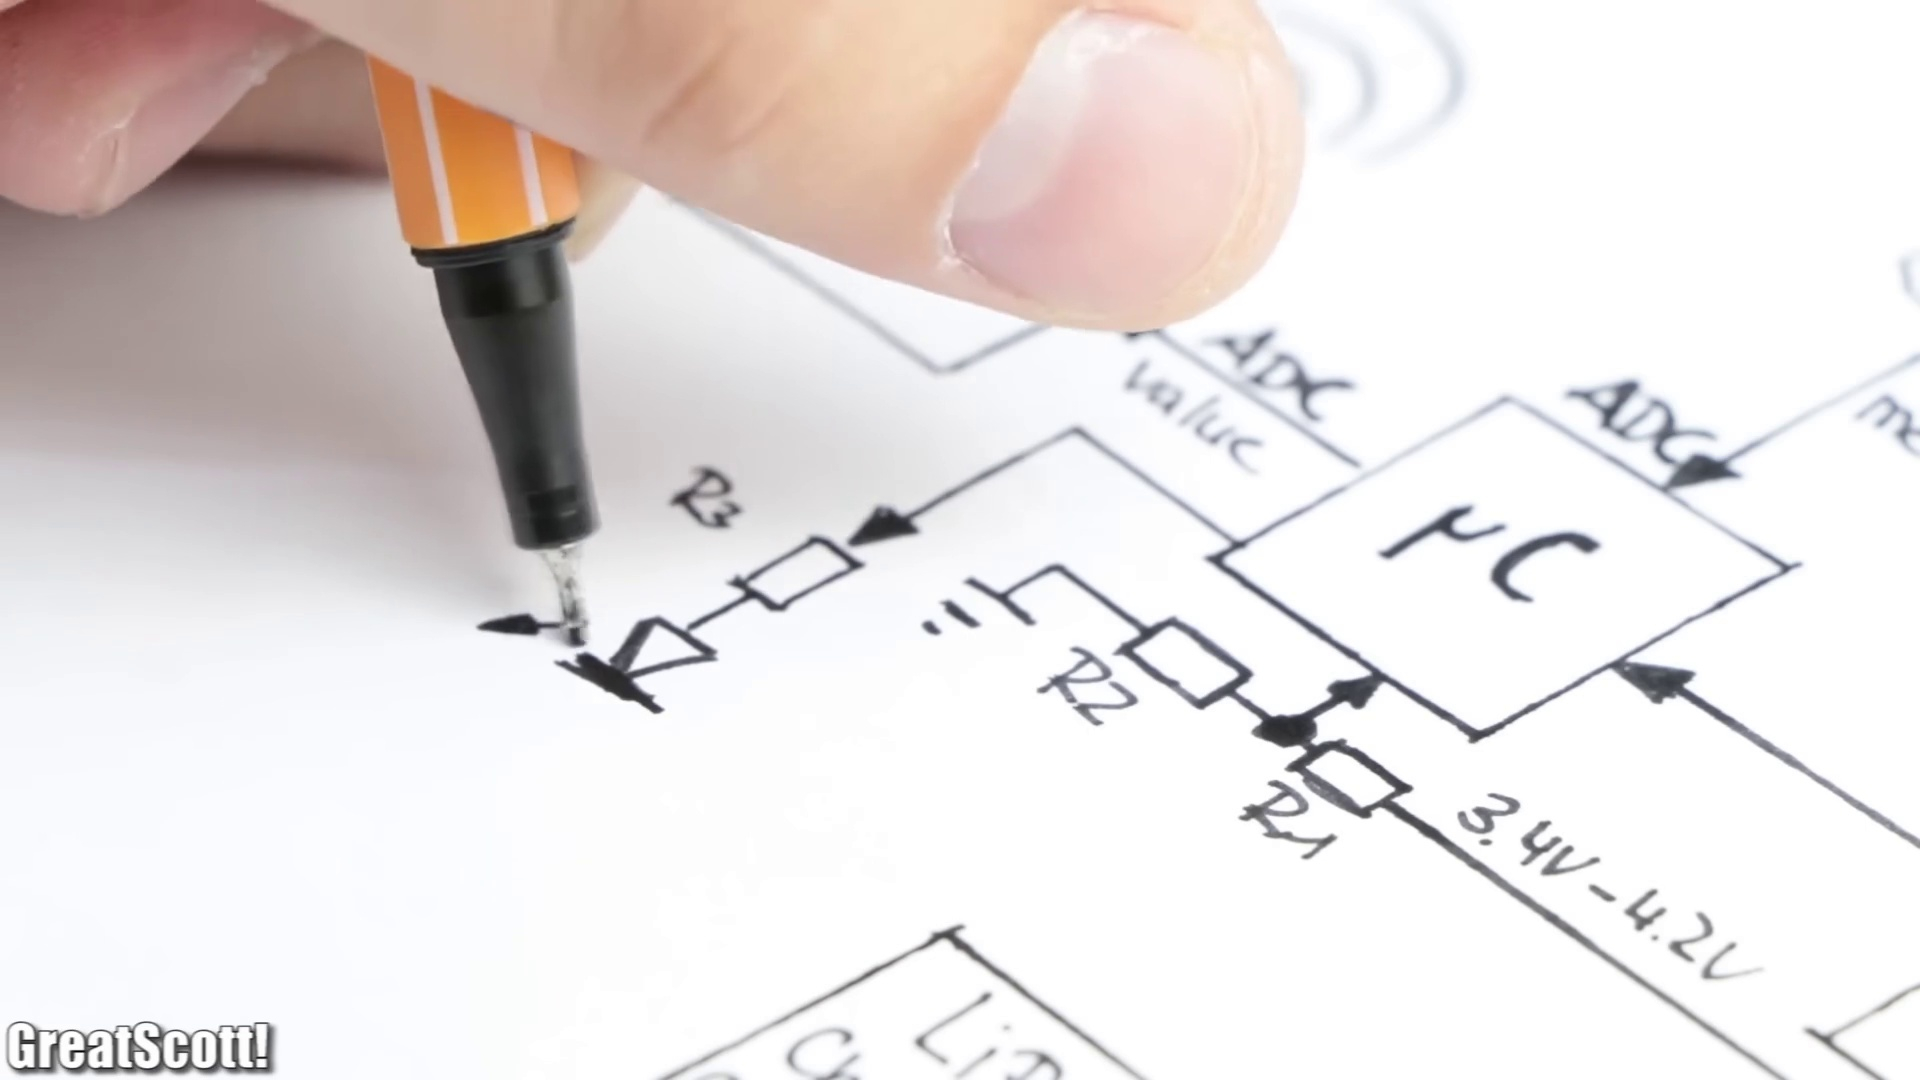 ADC
value
ADC
µC
R3
R2
R1
3.4V-4.2V
GreatScott!